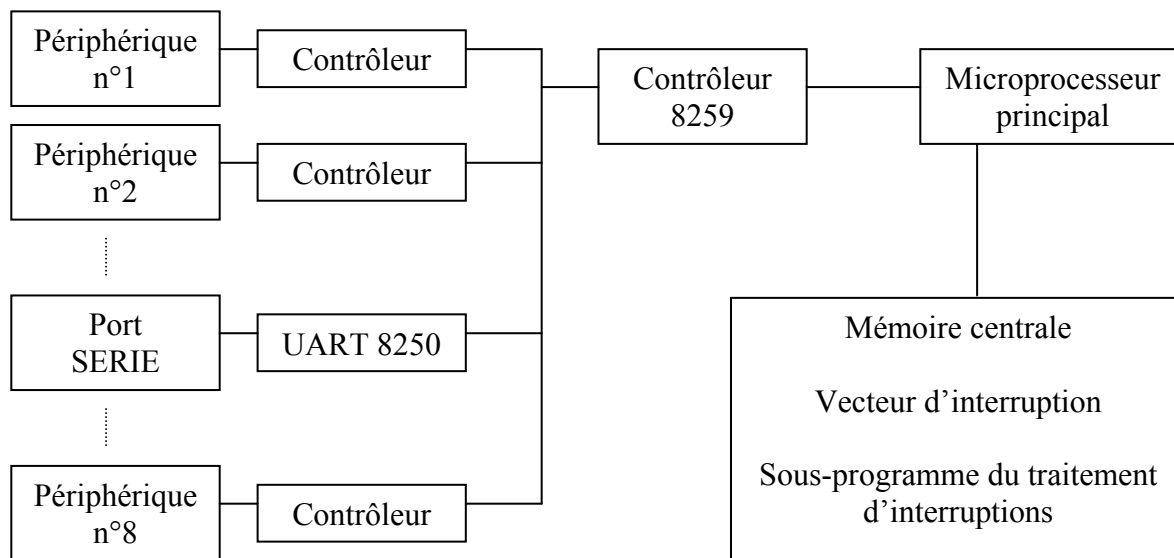 Périphérique
n°1
Contrôleur
Contrôleur
8259
Microprocesseur
principal
Périphérique
n°2
Contrôleur
Port
SERIE
UART 8250
Mémoire centrale
Vecteur d’interruption
Sous-programme du traitement
d’interruptions
Périphérique
n°8
Contrôleur